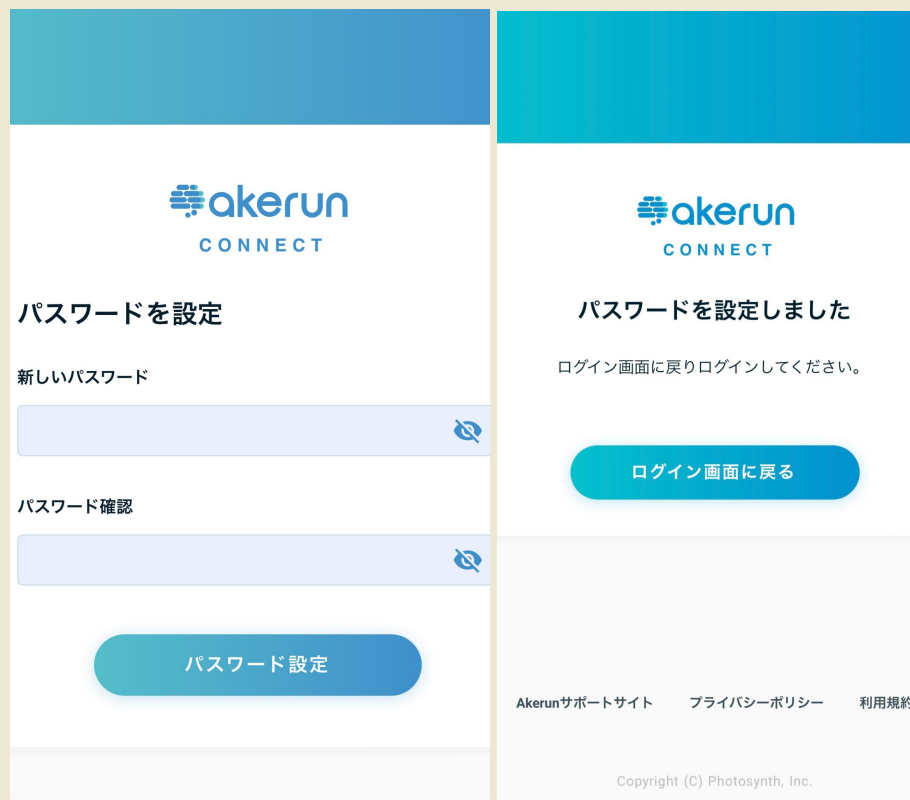 akerun
CONNECT
パスワードを設定
新しいパスワード
パスワード確認
パスワード設定
akerun
CONNECT
パスワードを設定しました
ログイン画面に戻りログインしてください。
ログイン画面に戻る
Akerunサポートサイト
プライバシーポリシー
利用規約
Copyright (C) Photosynth, Inc.